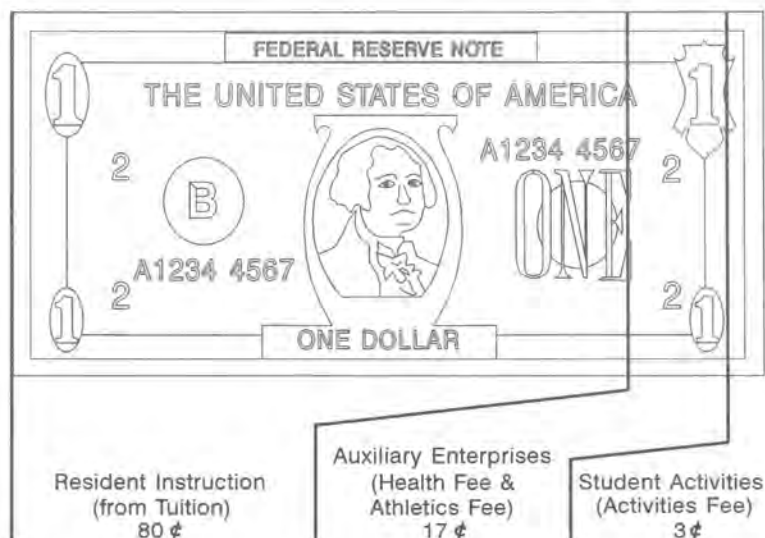 FEDERAL RESERVE NOTE
1
1
THE UNITED STATES OF AMERICA
A1234 4567
2
2
B
ONE
A1234 4567
2
2
1
1
ONE DOLLAR
Resident Instruction
(from Tuition)
80 ¢
Auxiliary Enterprises
(Health Fee &
Athletics Fee)
17 ¢
Student Activities
(Activities Fee)
3 ¢